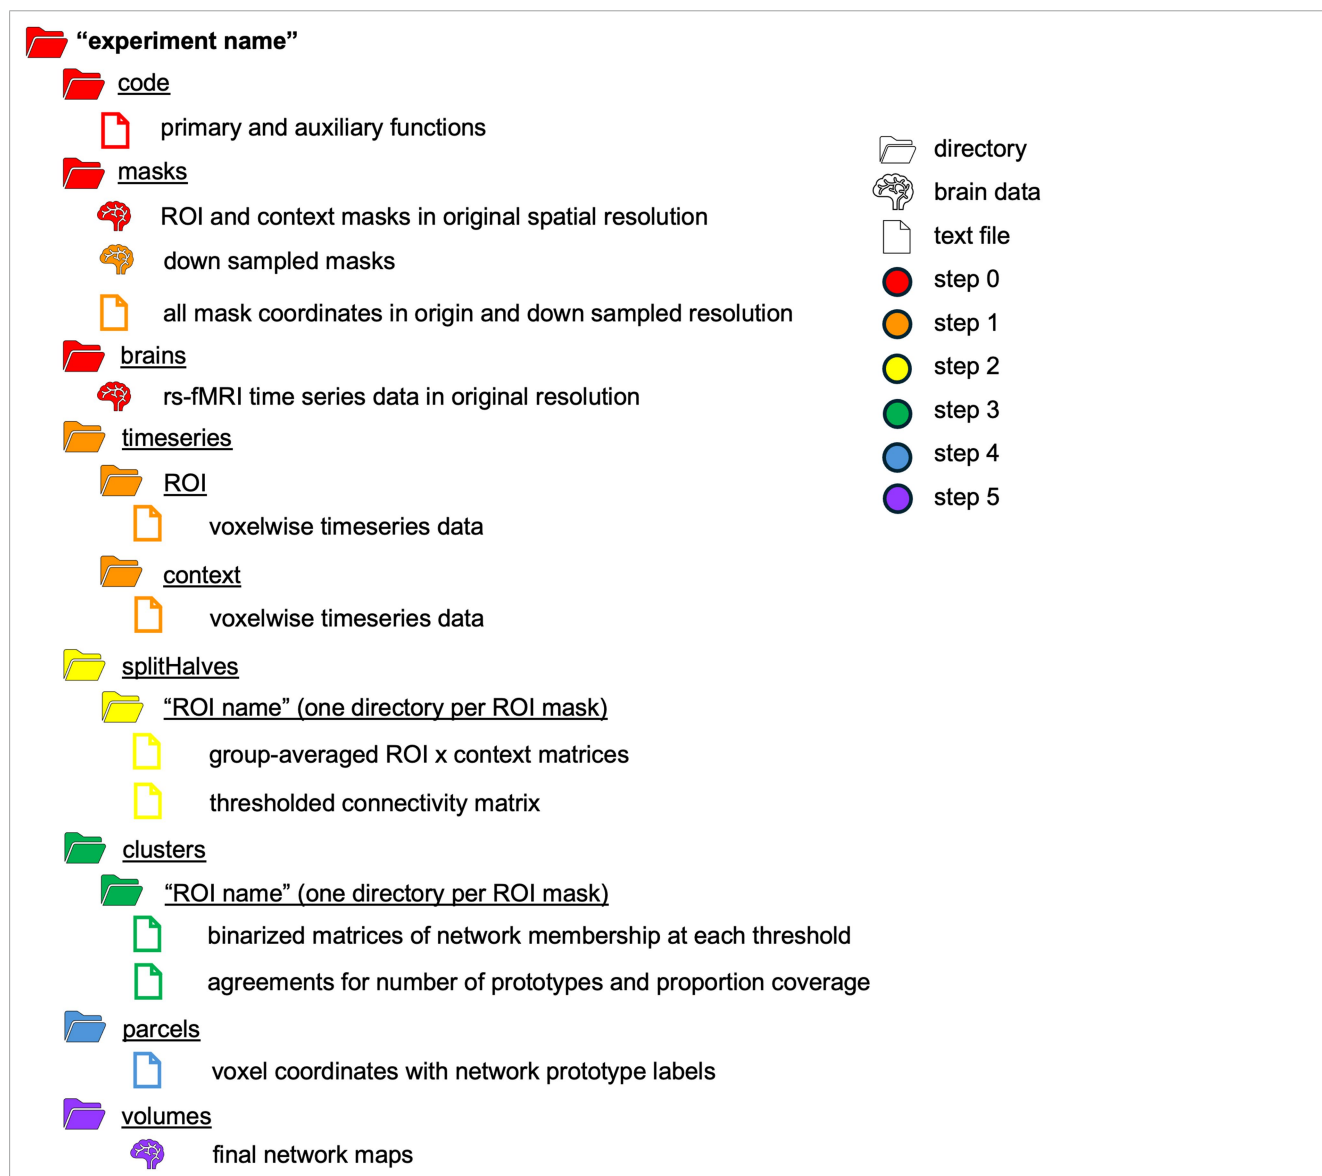 “experiment name”
code
primary and auxiliary functions
masks
ROI and context masks in original spatial resolution
down sampled masks
all mask coordinates in origin and down sampled resolution
brains
rs-fMRI time series data in original resolution
timeseries
ROI
voxelwise timeseries data
context
voxelwise timeseries data
splitHalves
“ROI name” (one directory per ROI mask)
group-averaged ROI x context matrices
thresholded connectivity matrix
clusters
“ROI name” (one directory per ROI mask)
binarized matrices of network membership at each threshold
agreements for number of prototypes and proportion coverage
parcels
voxel coordinates with network prototype labels
volumes
final network maps
directory
brain data
text file
step 0
step 1
step 2
step 3
step 4
step 5